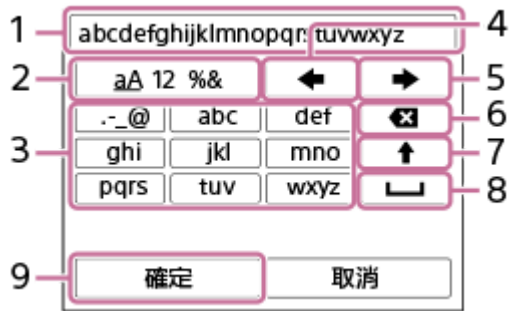 1 abcdefghijklmnopqrstuvwxyz 4
2 aA 12 %& 5
.-_@ abc def 6
3 ghi jkl mno 7
pqrs tuv wxyz 8
9 確定 取消